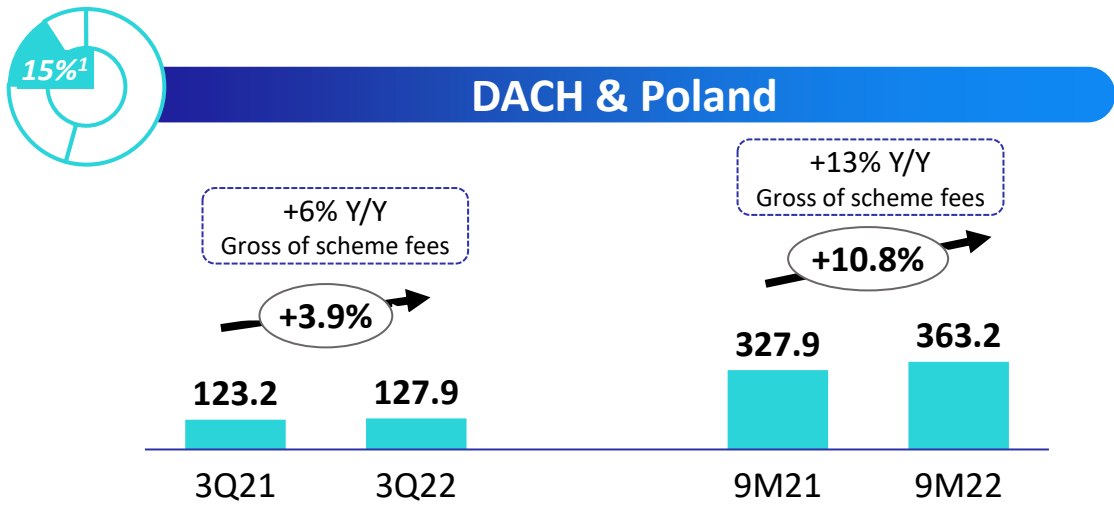 15%¹
DACH & Poland
+6% Y/Y
Gross of scheme fees
+3.9%
123.2
127.9
3Q21
3Q22
+13% Y/Y
Gross of scheme fees
+10.8%
327.9
363.2
9M21
9M22